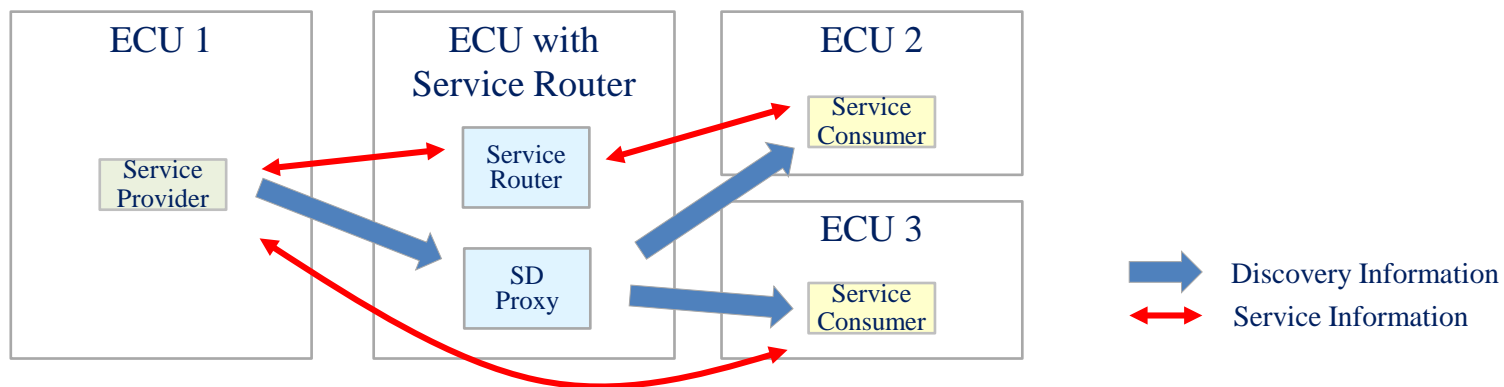 ECU 1
Service
Provider
ECU with
Service Router
Service
Router
SD
Proxy
ECU 2
Service
Consumer
ECU 3
Service
Consumer
Discovery Information
Service Information